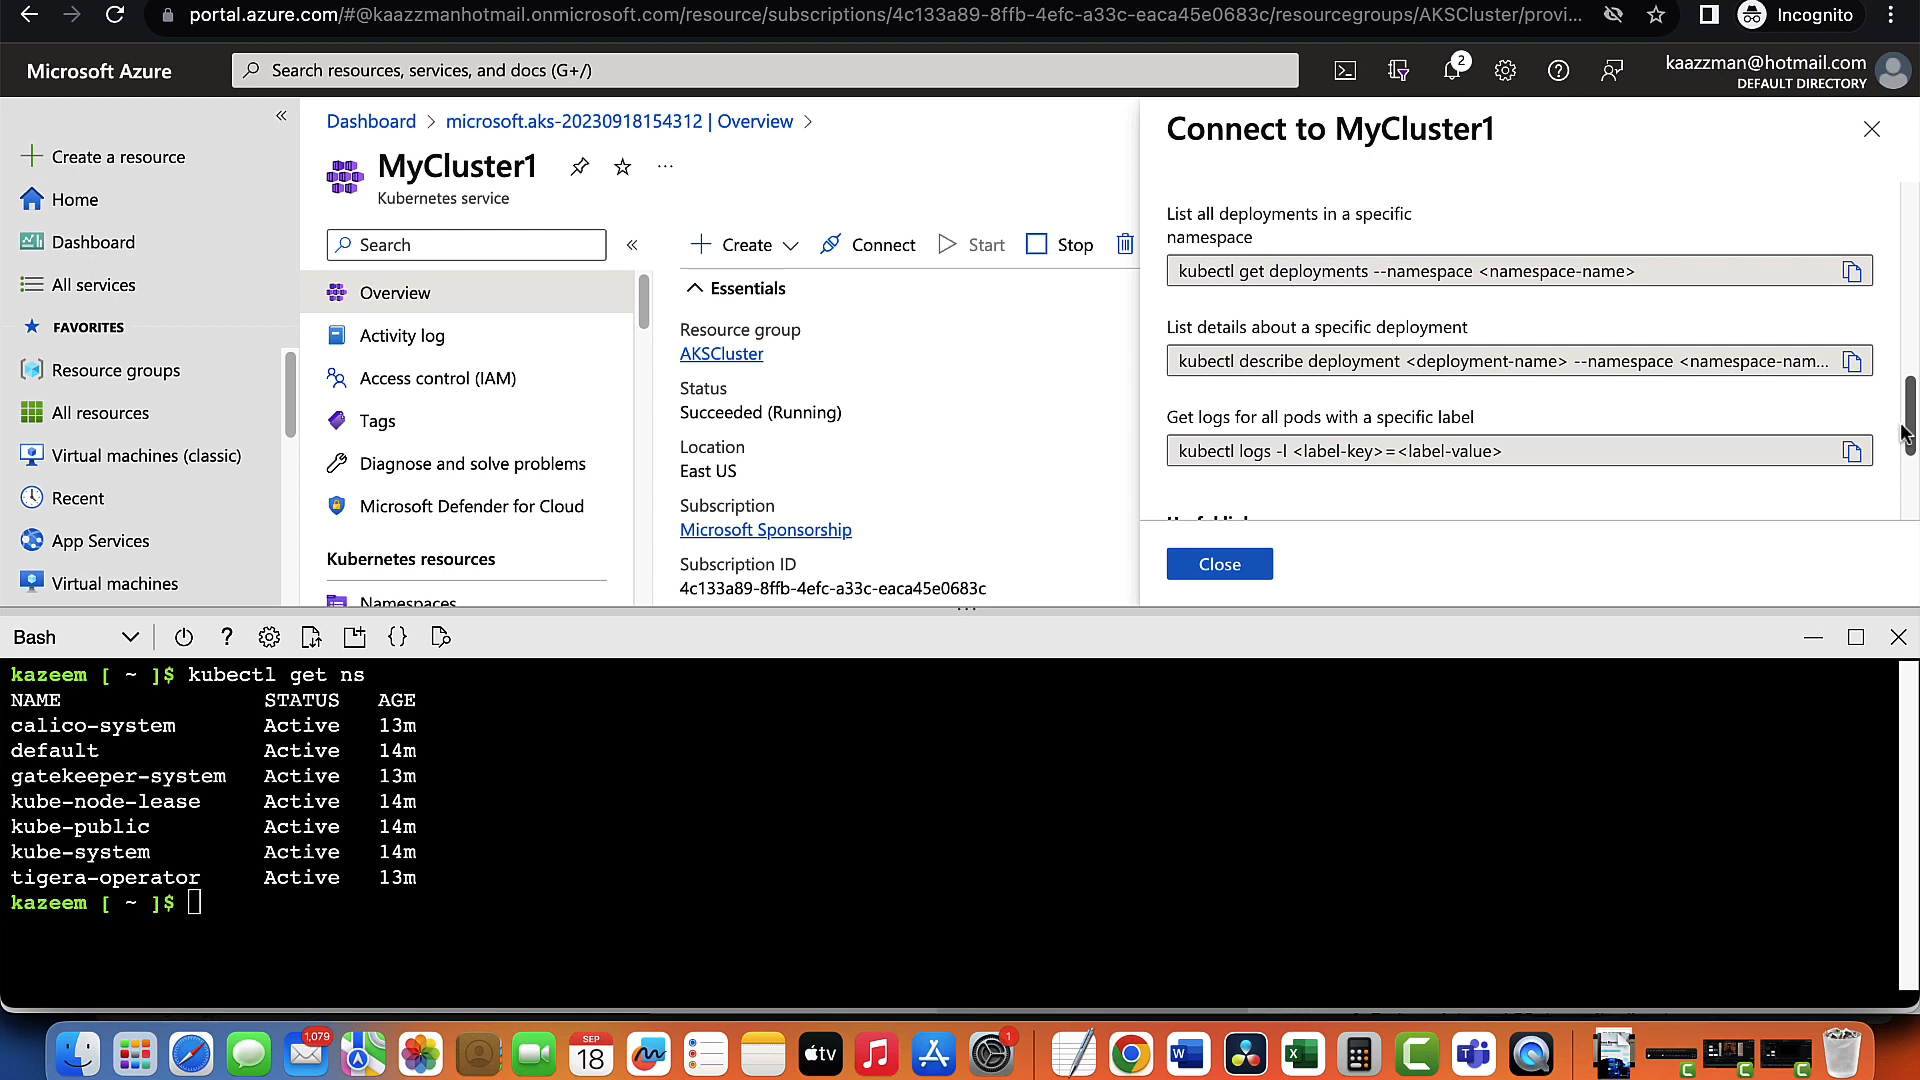 portal.azure.com/#@kaazzmanhotmail.onmicrosoft.com/resource/subscriptions/4c133a89-8ffb-4efc-a33c-eaca45e0683c/resourcegroups/AKSCluster/provi...
Incognito
Microsoft Azure
Search resources, services, and docs (G+/)
2
kaazzman@hotmail.com
DEFAULT DIRECTORY
Create a resource
Home
Dashboard
All services
FAVORITES
Resource groups
All resources
Virtual machines (classic)
Recent
App Services
Virtual machines
Dashboard > microsoft.aks-20230918154312 | Overview >
MyCluster1
Kubernetes service
Search
Overview
Activity log
Access control (IAM)
Tags
Diagnose and solve problems
Microsoft Defender for Cloud
Kubernetes resources
Namespaces
Create
Connect
Start
Stop
Essentials
Resource group
AKSCluster
Status
Succeeded (Running)
Location
East US
Subscription
Microsoft Sponsorship
Subscription ID
4c133a89-8ffb-4efc-a33c-eaca45e0683c
Connect to MyCluster1
List all deployments in a specific
namespace
kubectl get deployments --namespace <namespace-name>
List details about a specific deployment
kubectl describe deployment <deployment-name> --namespace <namespace-nam...
Get logs for all pods with a specific label
kubectl logs -l <label-key>=<label-value>
Close
Bash
kazeem [ ~ ]$ kubectl get ns
NAME STATUS AGE
calico-system Active 13m
default Active 14m
gatekeeper-system Active 13m
kube-node-lease Active 14m
kube-public Active 14m
kube-system Active 14m
tigera-operator Active 13m
kazeem [ ~ ]$
1,079
SEP
18
tv
1